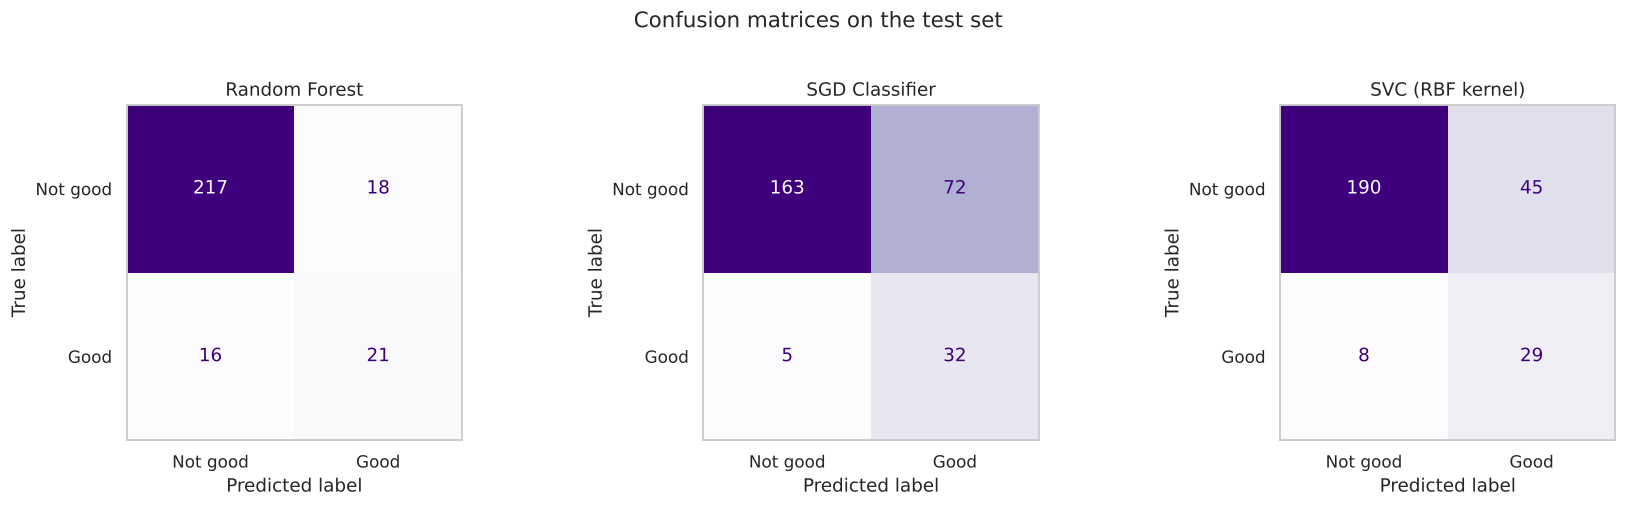 Confusion matrices on the test set
Random Forest
True label
Not good
217
18
Good
16
21
Not good
Good
Predicted label
SGD Classifier
True label
Not good
163
72
Good
5
32
Not good
Good
Predicted label
SVC (RBF kernel)
True label
Not good
190
45
Good
8
29
Not good
Good
Predicted label